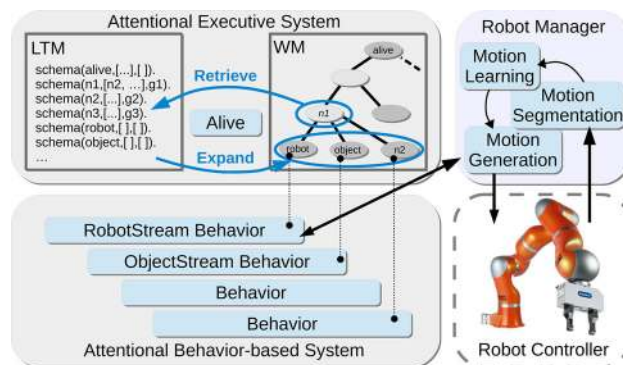 Attentional Executive System
LTM
schema(alive,[...],[ ]).
schema(n1,[n2, ...],g1).
schema(n2,[...],g2).
schema(n3,[...],g3).
schema(robot,[ ],[ ]).
schema(object,[ ],[ ]).
...
Retrieve
Alive
Expand
WM
alive
n1
robot
object
n2
Robot Manager
Motion
Learning
Motion
Segmentation
Motion
Generation
RobotStream Behavior
ObjectStream Behavior
Behavior
Behavior
Attentional Behavior-based System
Robot Controller